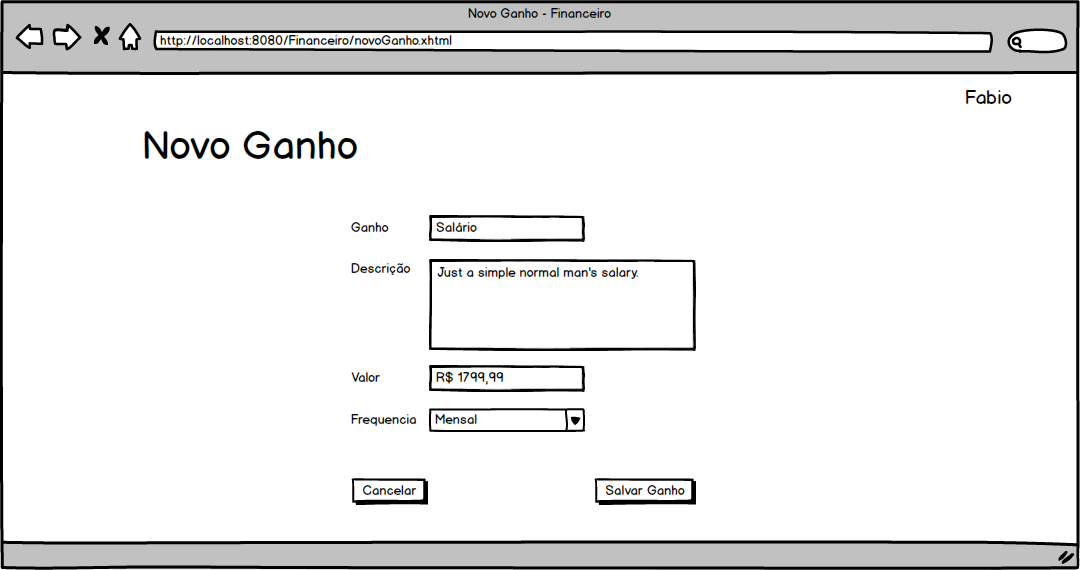 Novo Ganho - Financeiro
http://localhost:8080/Financeiro/novoGanho.xhtml
Fabio
Novo Ganho
Ganho Salário
Descrição Just a simple normal man's salary.
Valor R$ 1799,99
Frequencia Mensal
Cancelar Salvar Ganho